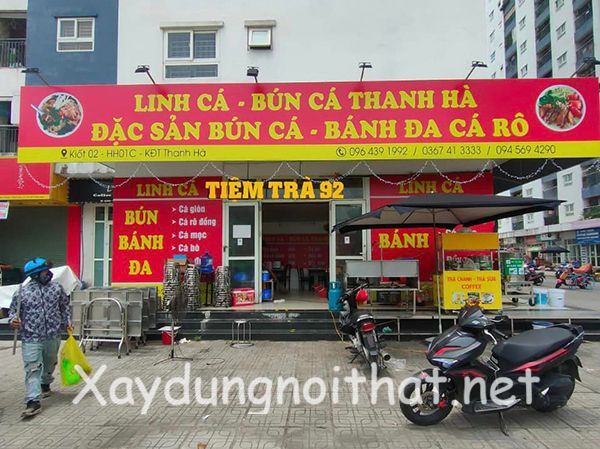 LINH CÁ - BÚN CÁ THANH HÀ
ĐẶC SẢN BÚN CÁ - BÁNH ĐA CÁ RÔ
Kiốt 02 - HH01C - KĐT Thanh Hà
096 439 1992 / 0367 41 3333 / 094 569 4290
LINH CÁ
TIỆM TRÀ 92
LINH CÁ
BÚN
BÁNH
ĐA
Cá giòn
Cá rô đồng
Cá mọc
Cá bò
BÁNH
TRÀ CHANH - TRÀ SỮA
COFFEE
Xaydungnoithat.net